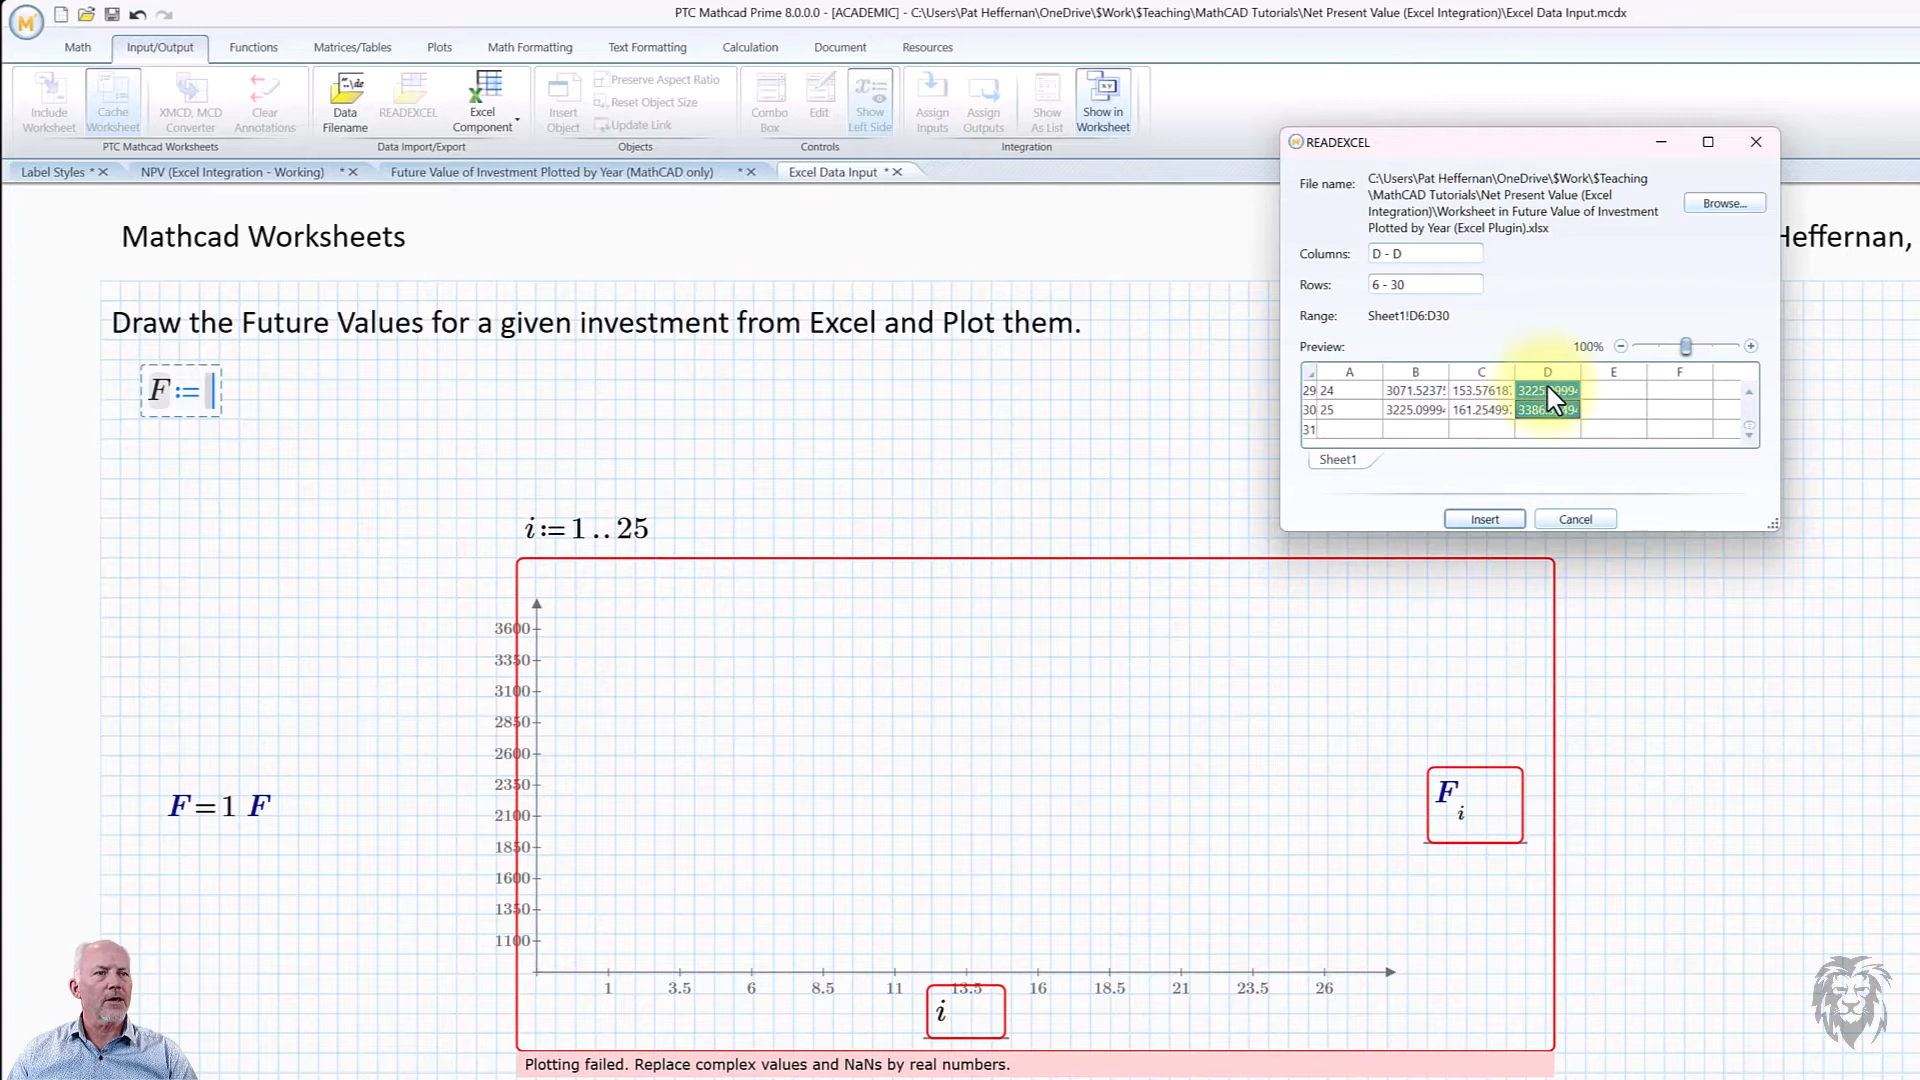 PTC Mathcad Prime 8.0.0.0 - [ACADEMIC] - C:\Users\Pat Heffernan\OneDrive\$Work\$Teaching\MathCAD Tutorials\Net Present Value (Excel Integration)\Excel Data Input.mcdx
Math Input/Output Functions Matrices/Tables Plots Math Formatting Text Formatting Calculation Document Resources
Include Worksheet
Cache Worksheet
XMCD, MCD Converter
Clear Annotations
Data Filename
READEXCEL
Excel Component
Insert Object
Preserve Aspect Ratio
Reset Object Size
Update Link
Combo Box
Edit
Show Left Side
Assign Inputs
Assign Outputs
Show As List
Show in Worksheet
PTC Mathcad Worksheets Data Import/Export Objects Controls Integration
Label Styles * NPV (Excel Integration - Working) * Future Value of Investment Plotted by Year (MathCAD only) * Excel Data Input *
Mathcad Worksheets
Heffernan,
Draw the Future Values for a given investment from Excel and Plot them.
F :=
READEXCEL
File name: C:\Users\Pat Heffernan\OneDrive\$Work\$Teaching
\MathCAD Tutorials\Net Present Value (Excel
Integration)\Worksheet in Future Value of Investment
Plotted by Year (Excel Plugin).xlsx
Browse...
Columns: D - D
Rows: 6 - 30
Range: Sheet1!D6:D30
Preview: 100%
A B C D E F
29 24 3071.5237 153.57618
30 25 3225.0999 161.25499
31
Sheet1
Insert Cancel
i := 1 .. 25
3600
3350
3100
2850
2600
2350
2100
1850
1600
1350
1100
F = 1 F
F i
1 3.5 6 8.5 11 13.5 16 18.5 21 23.5 26
i
Plotting failed. Replace complex values and NaNs by real numbers.